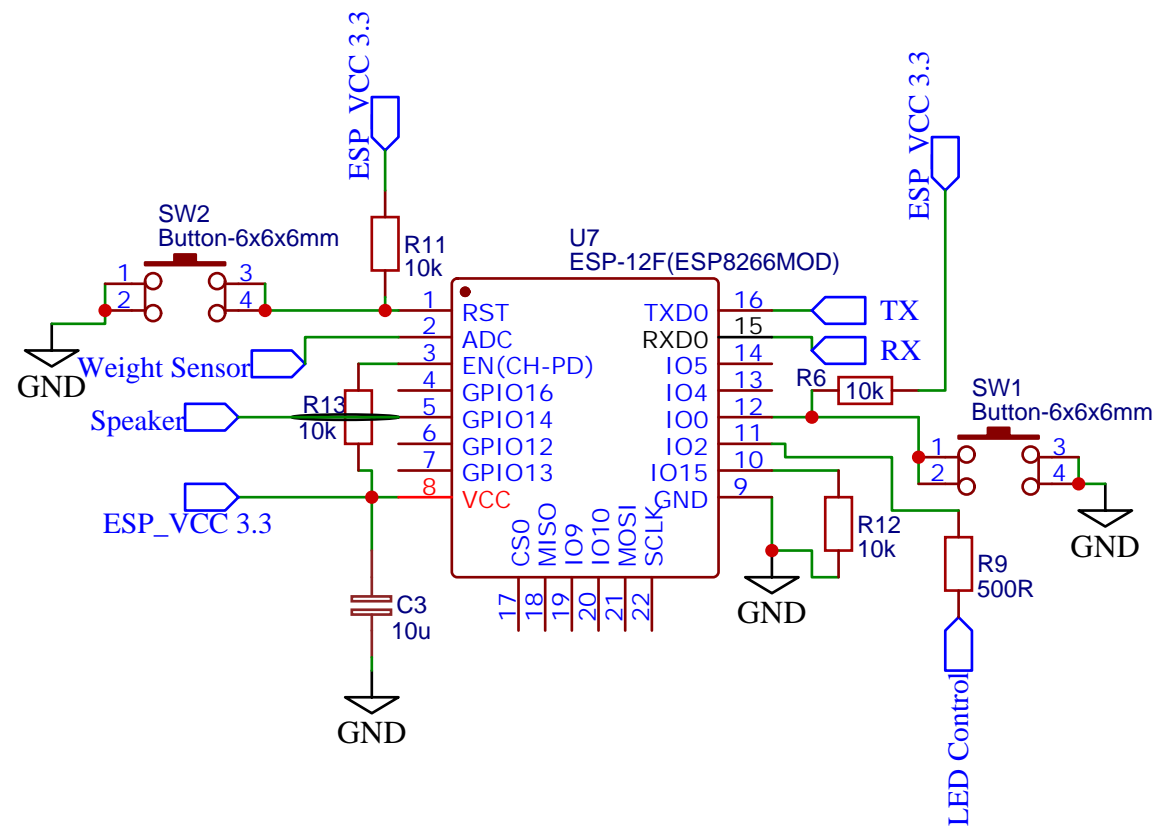 ESP_VCC 3.3
ESP_VCC 3.3
SW2
Button-6x6x6mm
1
2
3
4
R11
10k
GND
U7
ESP-12F(ESP8266MOD)
1
RST
2
ADC
3
EN(CH-PD)
4
GPIO16
5
GPIO14
6
GPIO12
7
GPIO13
8
VCC
16
TXD0
15
RXD0
14
IO5
13
IO4
12
IO0
11
IO2
10
IO15
9
GND
17
CS0
18
MISO
19
IO9
20
IO10
21
MOSI
22
SCLK
TX
RX
Weight Sensor
Speaker
R13
10k
ESP_VCC 3.3
C3
10u
GND
R6
10k
SW1
Button-6x6x6mm
1
2
3
4
GND
R12
10k
GND
R9
500R
LED Control